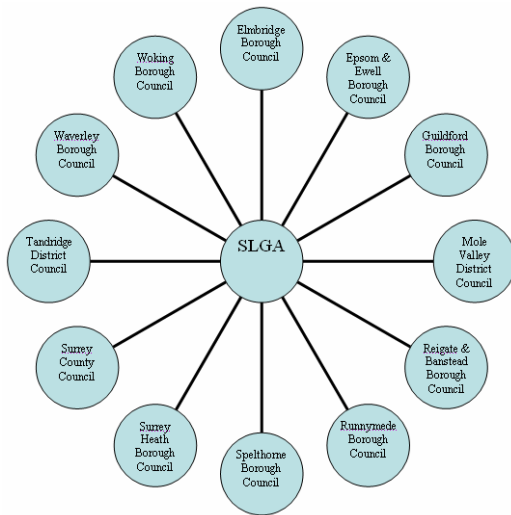 Elmbridge
Borough
Council
Epsom &
Ewell
Borough
Council
Guildford
Borough
Council
Mole
Valley
District
Council
Reigate &
Banstead
Borough
Council
Runnymede
Borough
Council
Spelthorne
Borough
Council
Surrey
Heath
Borough
Council
Surrey
County
Council
Tandridge
District
Council
Waverley
Borough
Council
Woking
Borough
Council
SLGA